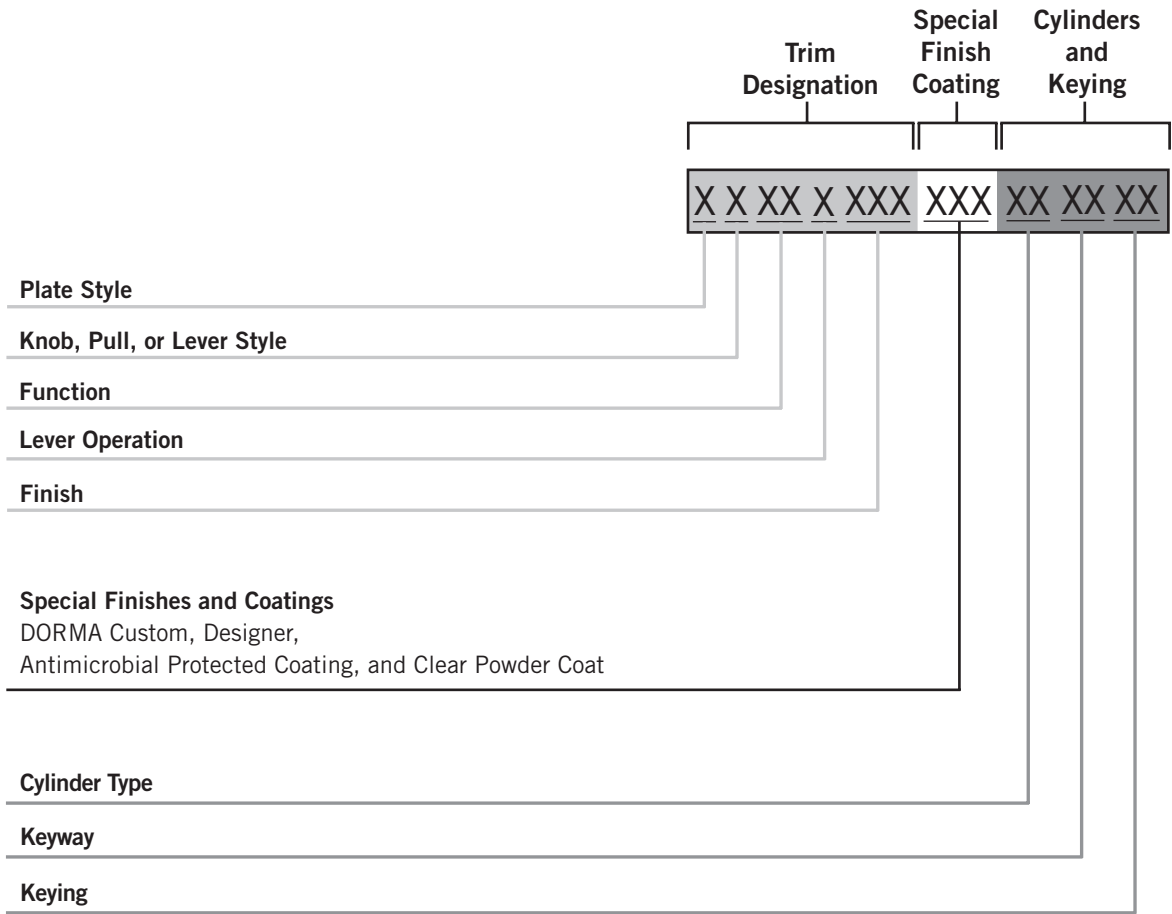 Trim
Designation
Special
Finish
Coating
Cylinders
and
Keying
X X XX X XXX XXX XX XX XX
Plate Style
Knob, Pull, or Lever Style
Function
Lever Operation
Finish
Special Finishes and Coatings
DORMA Custom, Designer,
Antimicrobial Protected Coating, and Clear Powder Coat
Cylinder Type
Keyway
Keying